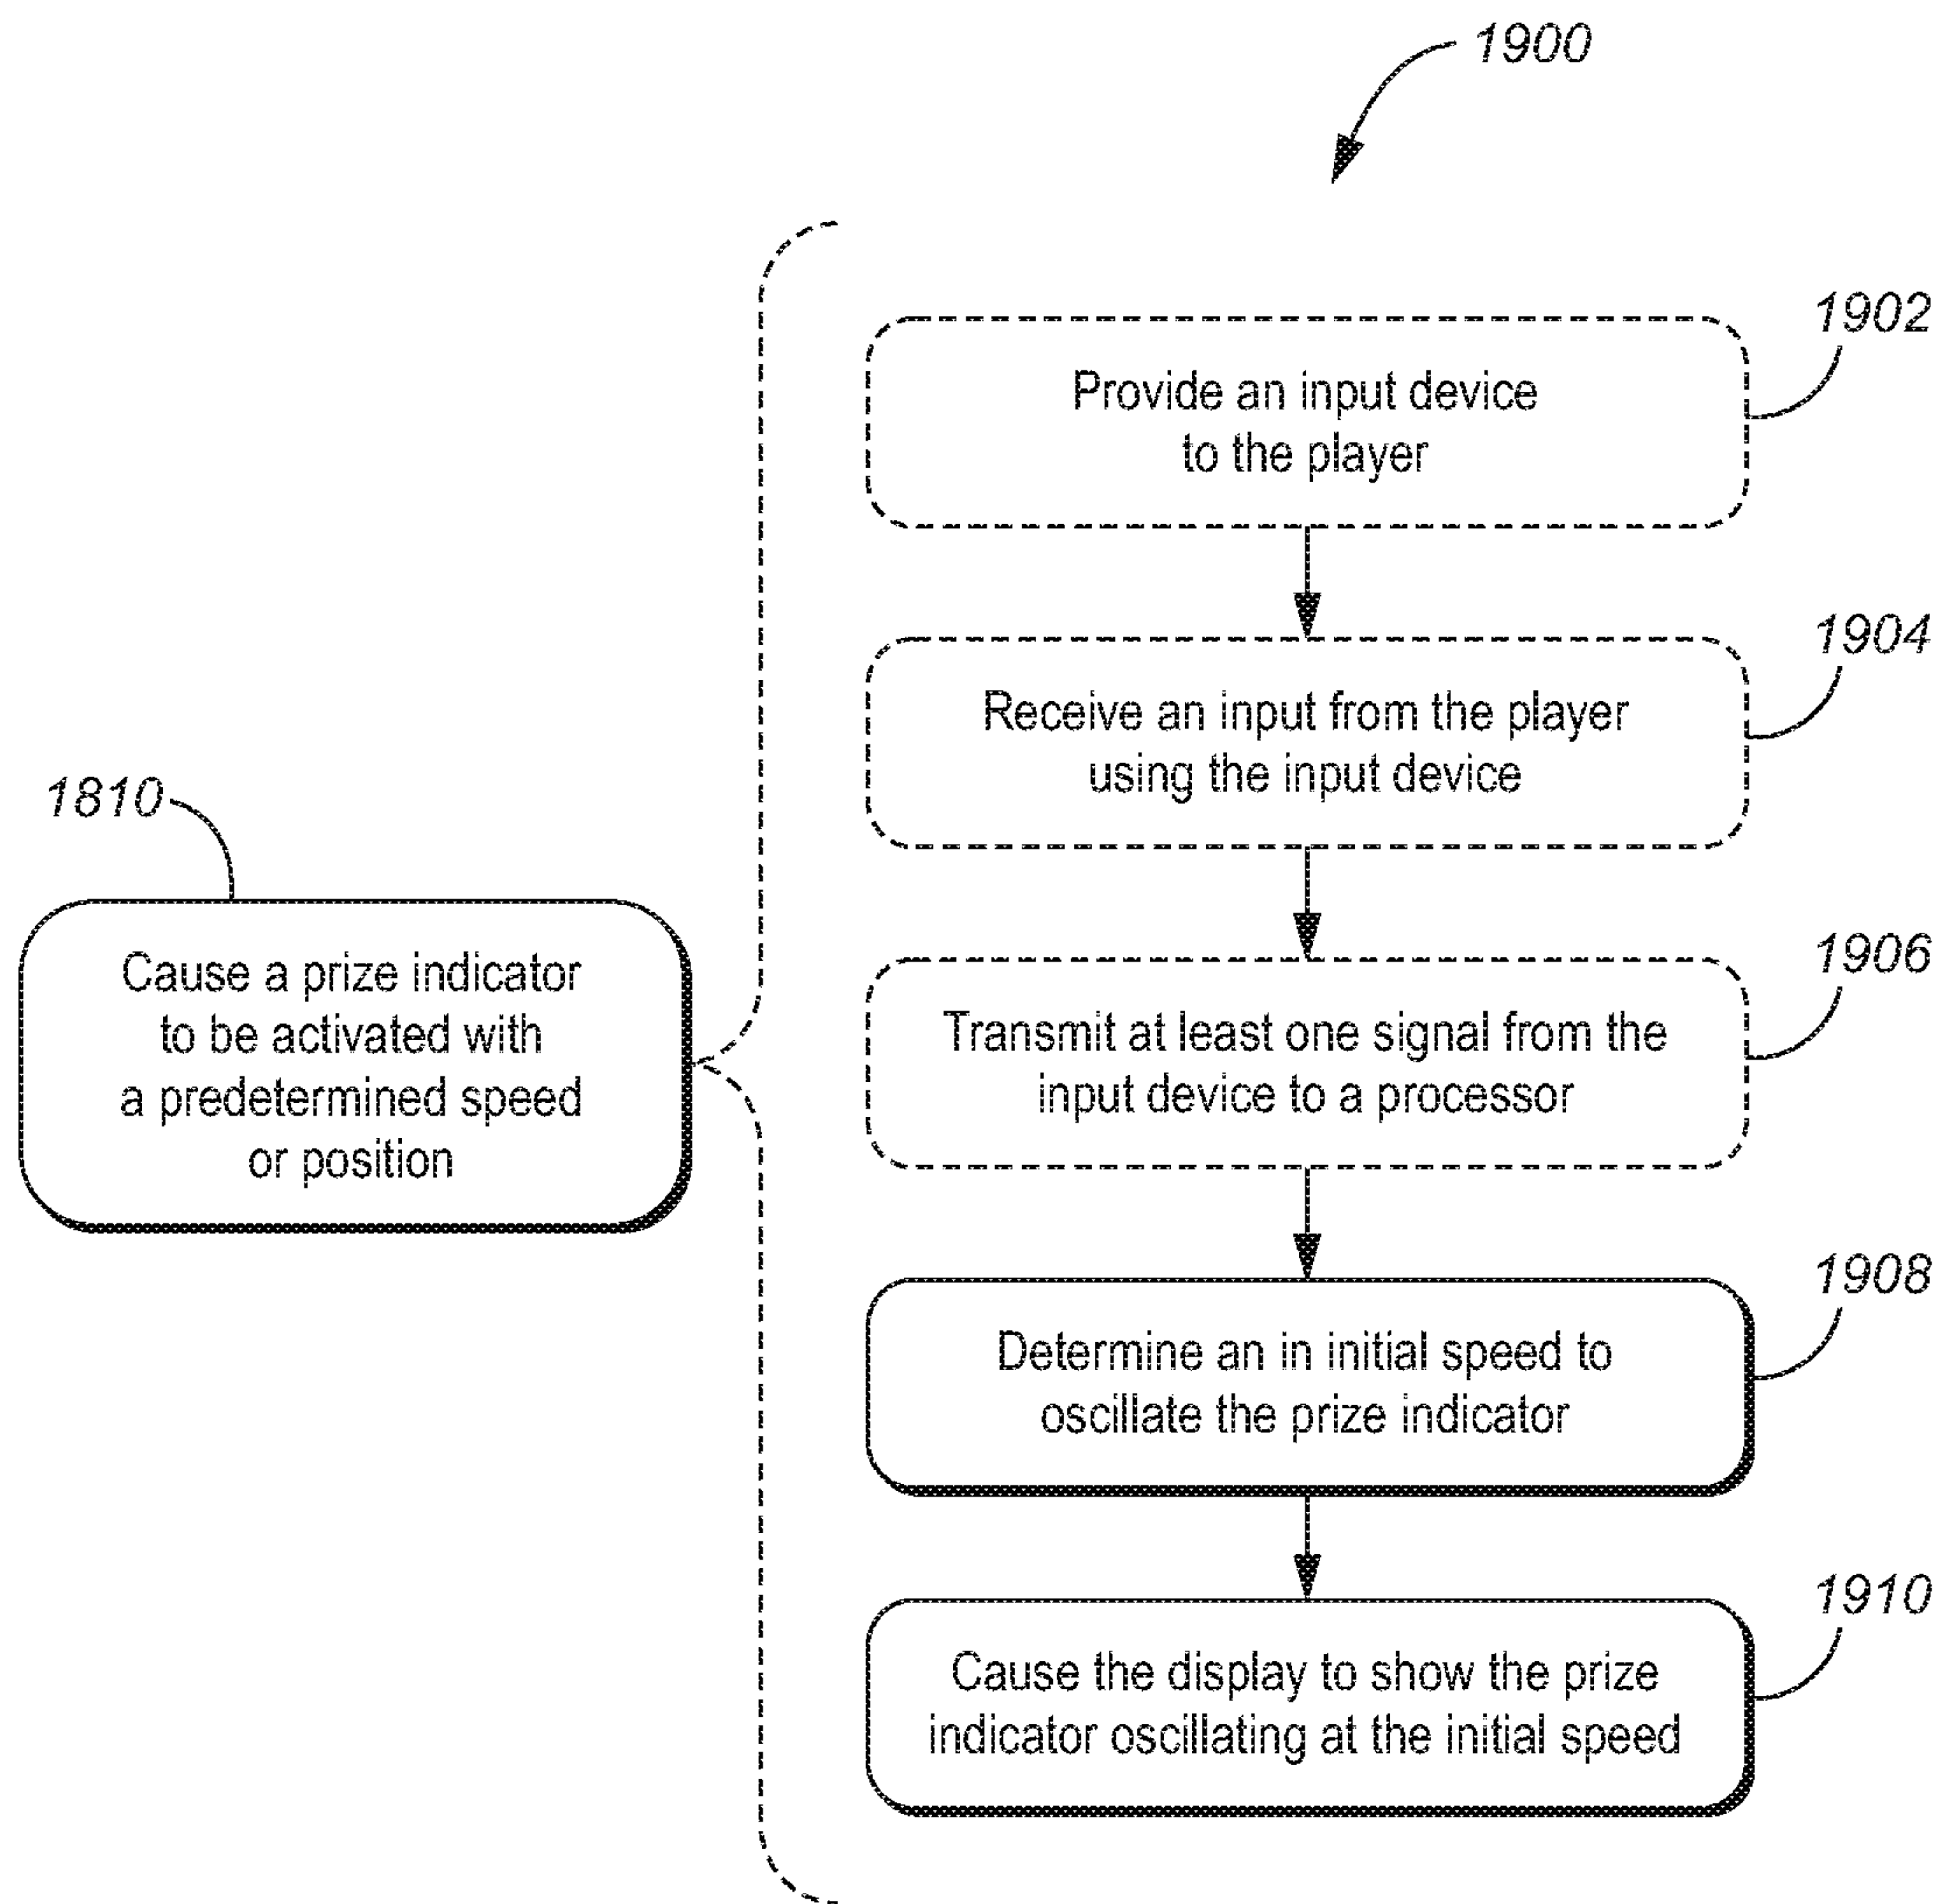 1900
1902
Provide an input device
to the player
1904
Receive an input from the player
using the input device
1810
Cause a prize indicator
to be activated with
a predetermined speed
or position
1906
Transmit at least one signal from the
input device to a processor
1908
Determine an in initial speed to
oscillate the prize indicator
1910
Cause the display to show the prize
indicator oscillating at the initial speed